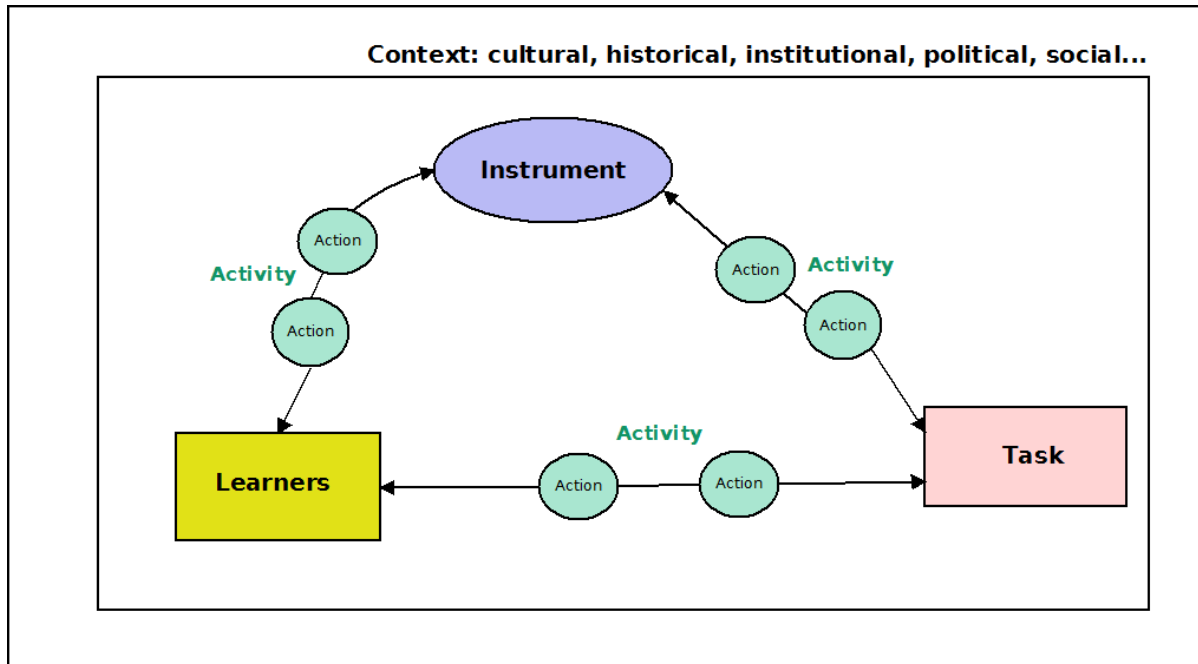 Context: cultural, historical, institutional, political, social...
Instrument
Action
Activity
Action
Action
Activity
Action
Learners
Activity
Action
Action
Task